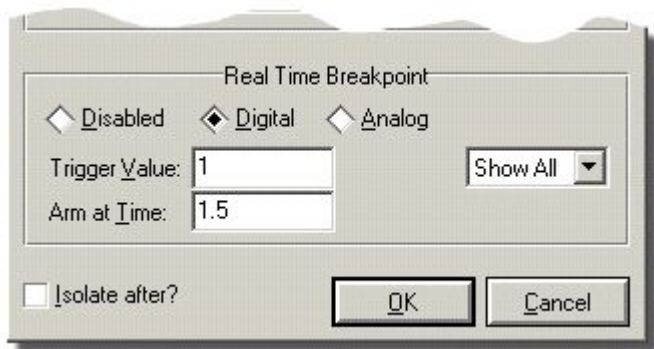 Real Time Breakpoint
Disabled Digital Analog
Trigger Value: 1 Show All
Arm at Time: 1.5
Isolate after? OK Cancel